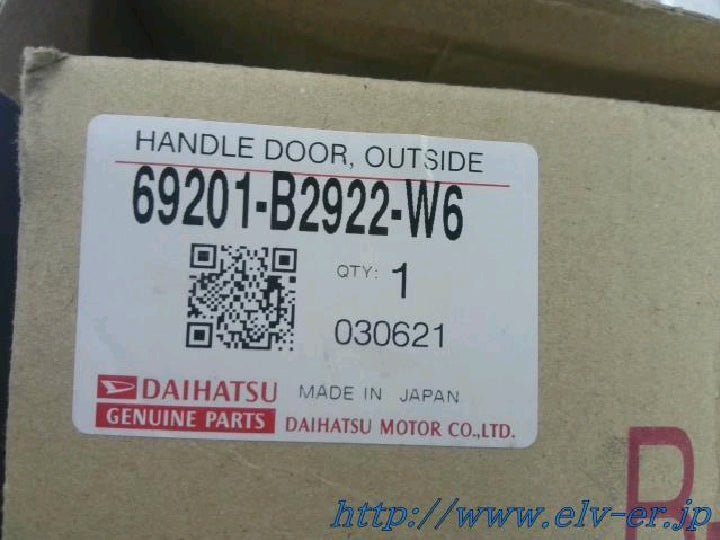 HANDLE DOOR, OUTSIDE
69201-B2922-W6
QTY: 1
030621
DAIHATSU MADE IN JAPAN
GENUINE PARTS DAIHATSU MOTOR CO.,LTD.
R
http://www.elv-er.jp